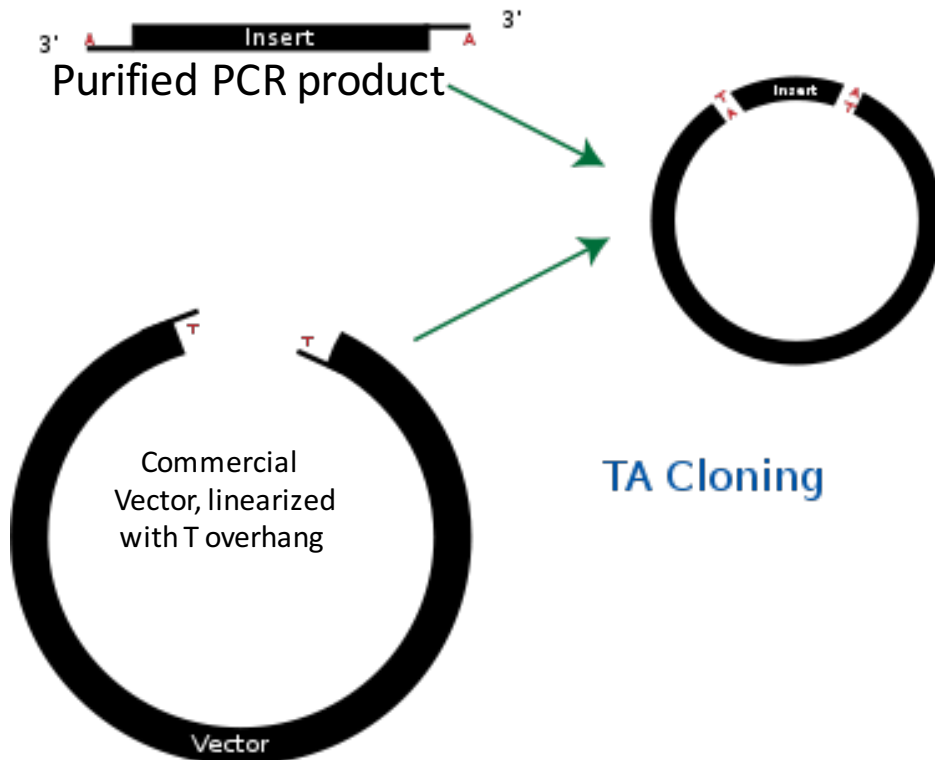 3'
3'
A
Insert
A
Purified PCR product
T
A
Insert
A
T
T
T
Commercial
Vector, linearized
with T overhang
TA Cloning
Vector